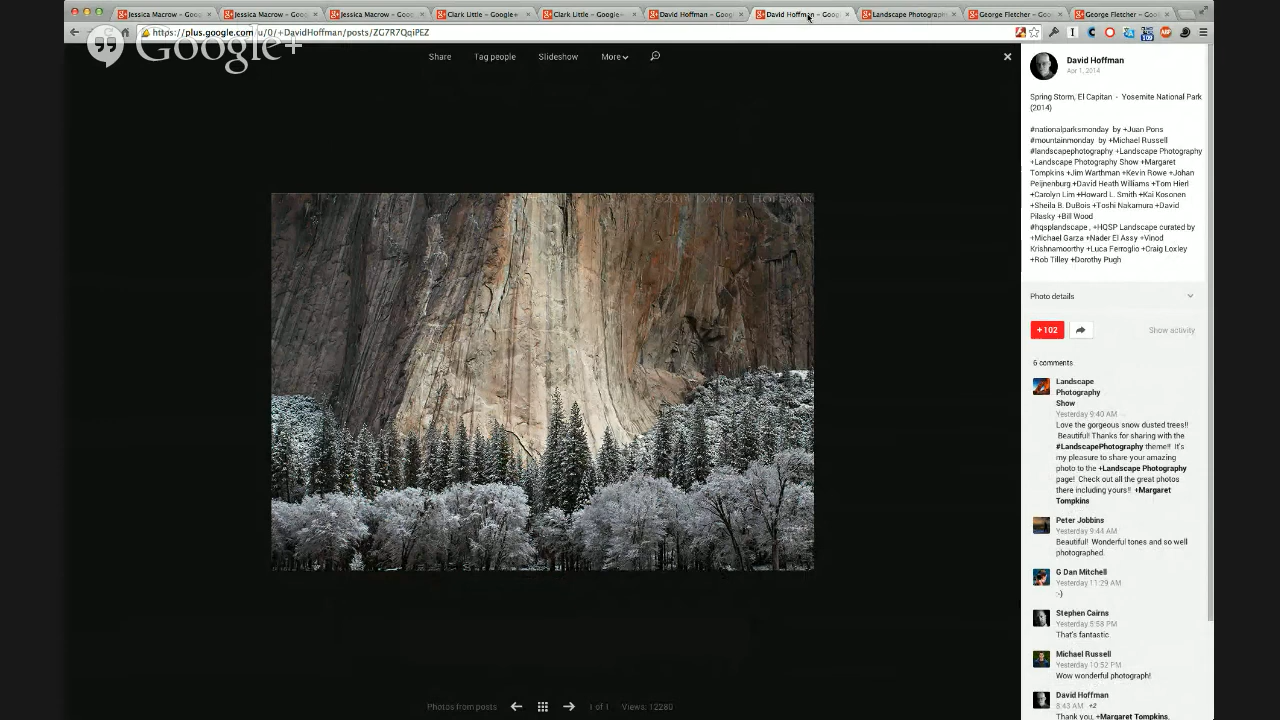 Jessica Macrow - Goo
Jessica Macrow - Goog
Jessica Macrow - Goog
Clark Little - Google+
Clark Little - Google+
David Hoffman - Googl
David Hoffman - Goog
Landscape Photograph
George Fletcher - Goog
George Fletcher - Goog
https://plus.google.com/u/0/+DavidHoffman/posts/ZG7R7QqiPEZ
Google+
Share
Tag people
Slideshow
More
David Hoffman
Apr 1, 2014
Spring Storm, El Capitan - Yosemite National Park
(2014)
#nationalparksmonday by +Juan Pons
#mountainmonday by +Michael Russell
#landscapephotography +Landscape Photography
+Landscape Photography Show +Margaret
Tompkins +Jim Warthman +Kevin Rowe +Johan
Peijnenburg +David Heath Williams +Tom Hierl
+Carolyn Lim +Howard L. Smith +Kai Kosonen
+Sheila B. DuBois +Toshi Nakamura +David
Pilasky +Bill Wood
#hqsplandscape , +HQSP Landscape curated by
+Michael Garza +Nader El Assy +Vinod
Krishnamoorthy +Luca Ferroglio +Craig Loxley
+Rob Tilley +Dorothy Pugh
©2014 DAVID L. HOFFMAN
Photo details
+102
Show activity
6 comments
Landscape
Photography
Show
Yesterday 9:40 AM
Love the gorgeous snow dusted trees!!
Beautiful! Thanks for sharing with the
#LandscapePhotography theme!! It's
my pleasure to share your amazing
photo to the +Landscape Photography
page! Check out all the great photos
there including yours!! +Margaret
Tompkins
Peter Jobbins
Yesterday 9:44 AM
Beautiful! Wonderful tones and so well
photographed.
G Dan Mitchell
Yesterday 11:29 AM
:-)
Stephen Cairns
Yesterday 5:58 PM
That's fantastic.
Michael Russell
Yesterday 10:52 PM
Wow wonderful photograph!
David Hoffman
8:43 AM +2
Thank you, +Margaret Tompkins,
Photos from posts
1 of 1
Views: 12280